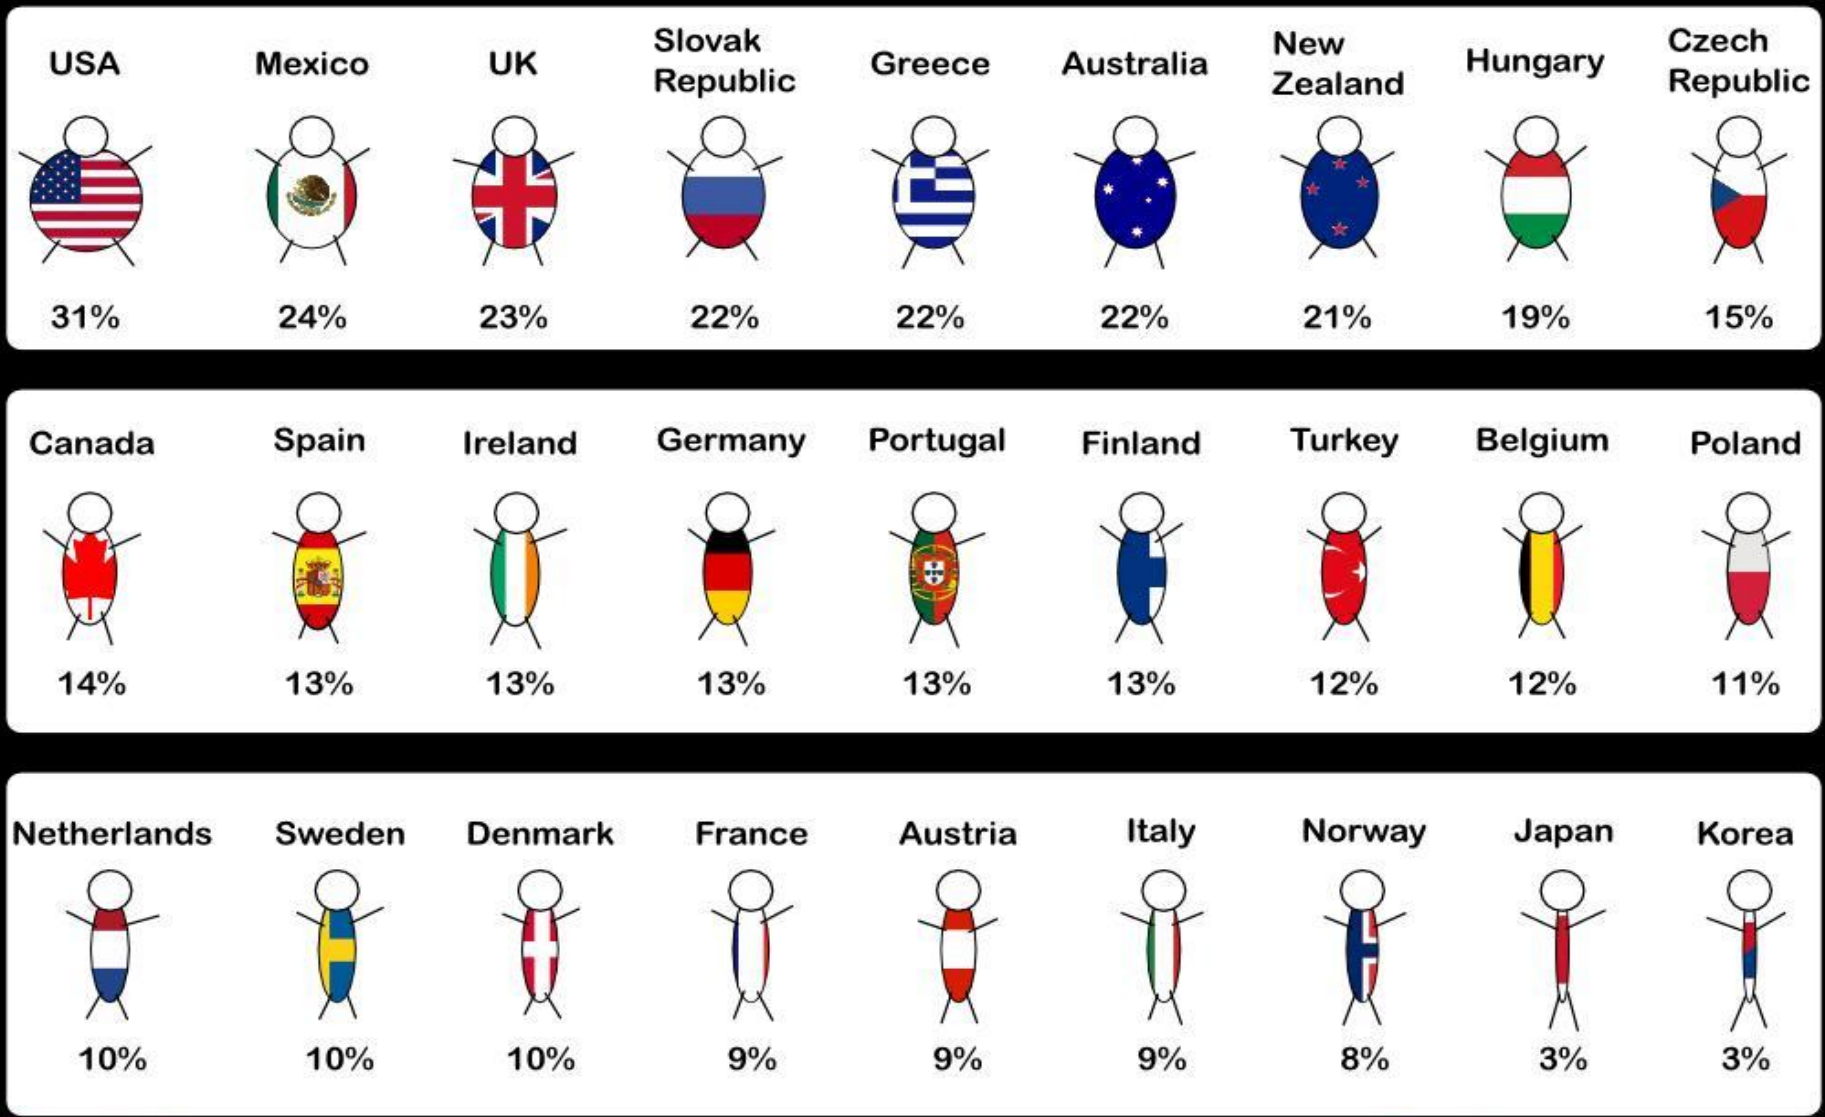 USA
Mexico
UK
Slovak
Republic
Greece
Australia
New
Zealand
Hungary
Czech
Republic
31%
24%
23%
22%
22%
22%
21%
19%
15%
Canada
Spain
Ireland
Germany
Portugal
Finland
Turkey
Belgium
Poland
14%
13%
13%
13%
13%
13%
12%
12%
11%
Netherlands
Sweden
Denmark
France
Austria
Italy
Norway
Japan
Korea
10%
10%
10%
9%
9%
9%
8%
3%
3%